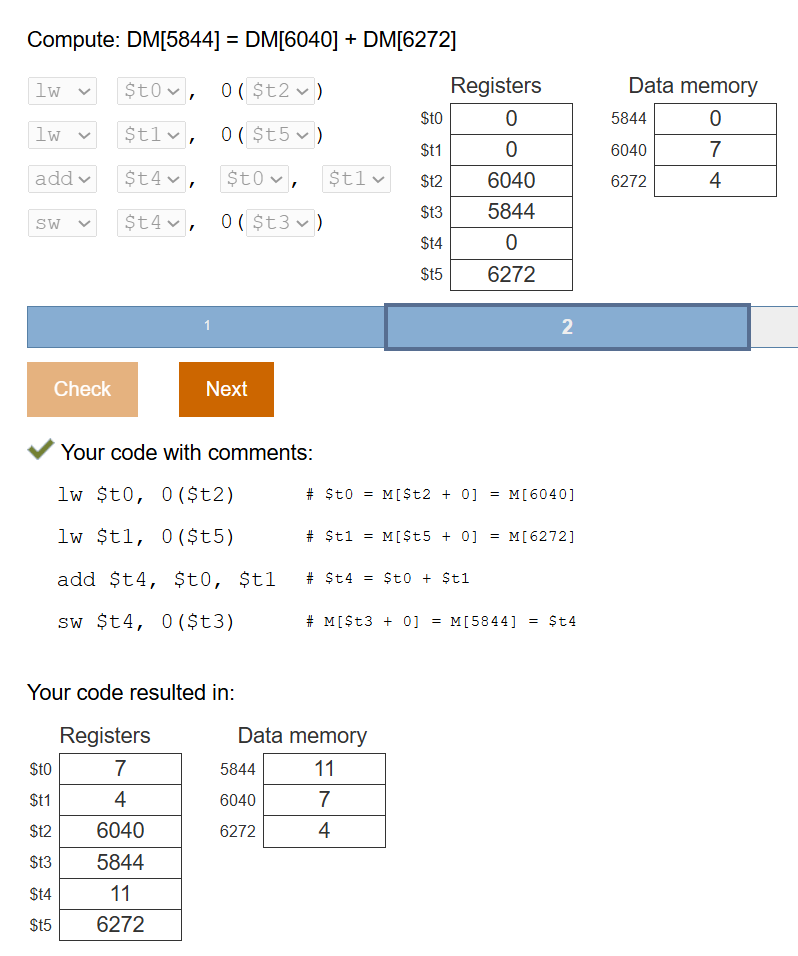 Compute: DM[5844] = DM[6040] + DM[6272]
lw $t0, 0($t2)
lw $t1, 0($t5)
add $t4, $t0, $t1
sw $t4, 0($t3)
Registers
$t0 0
$t1 0
$t2 6040
$t3 5844
$t4 0
$t5 6272
Data memory
5844 0
6040 7
6272 4
1 2
Check Next
Your code with comments:
lw $t0, 0($t2) # $t0 = M[$t2 + 0] = M[6040]
lw $t1, 0($t5) # $t1 = M[$t5 + 0] = M[6272]
add $t4, $t0, $t1 # $t4 = $t0 + $t1
sw $t4, 0($t3) # M[$t3 + 0] = M[5844] = $t4
Your code resulted in:
Registers
$t0 7
$t1 4
$t2 6040
$t3 5844
$t4 11
$t5 6272
Data memory
5844 11
6040 7
6272 4